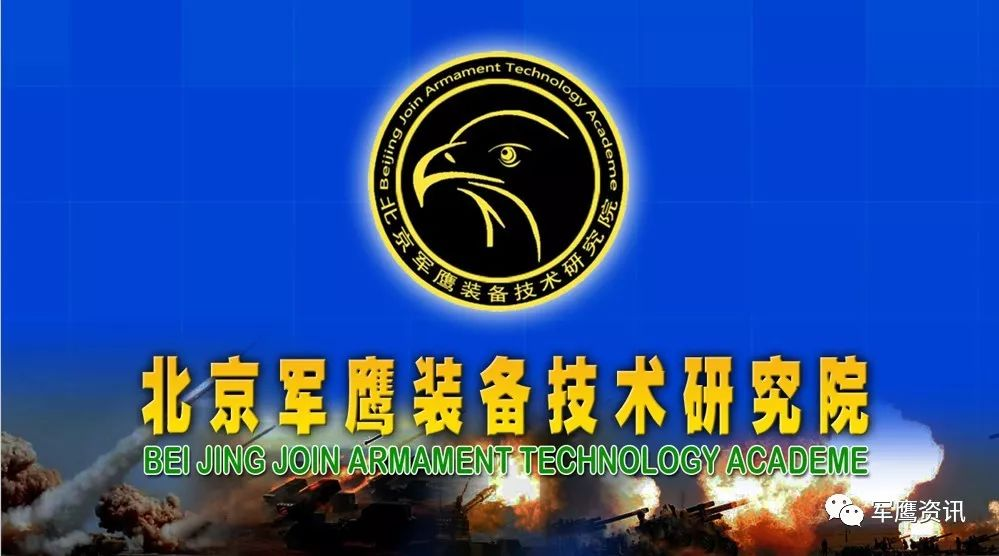 Beijing Join Armament Technology Academe
北京军鹰装备技术研究院
北京军鹰装备技术研究院
BEI JING JOIN ARMAMENT TECHNOLOGY ACADEME
军鹰资讯